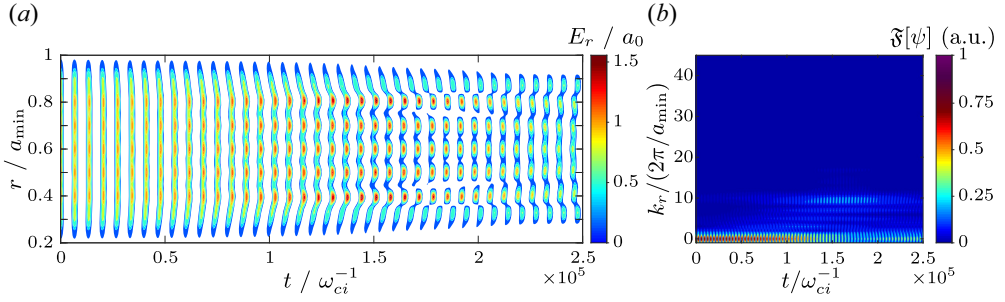 (a)
E_r / a_0
1
0.8
0.6
0.4
0.2
r / a_min
0 0.5 1 1.5 2 2.5
×10^5
t / ω_ci^{-1}
1.5
1
0.5
0
(b)
𝔉[ψ] (a.u.)
40
30
20
10
0
k_r/(2π/a_min)
0 0.5 1 1.5 2 2.5
×10^5
t/ω_ci^{-1}
1
0.75
0.5
0.25
0